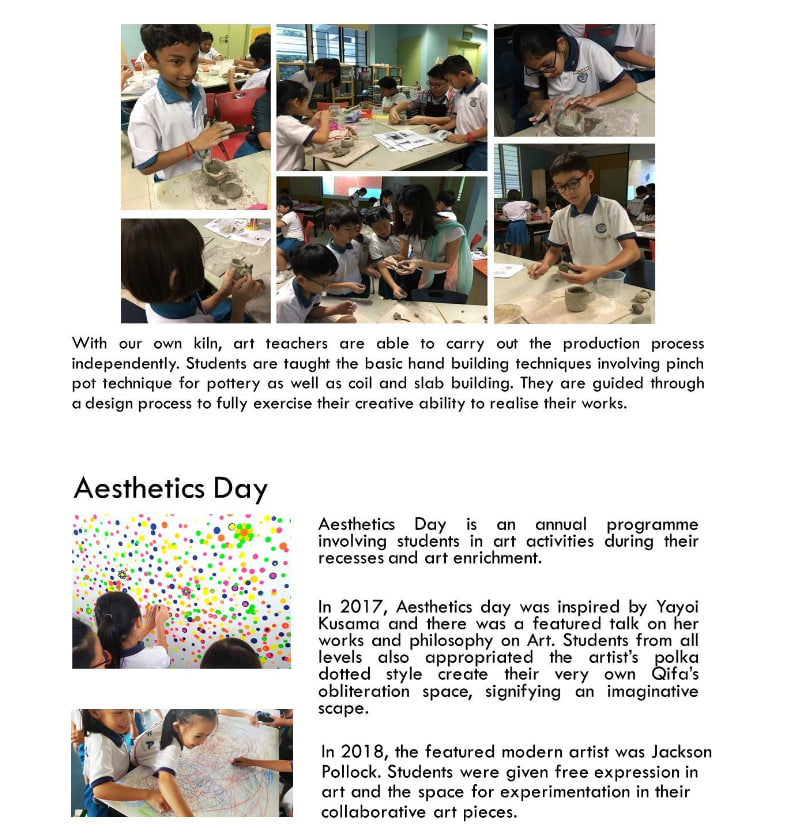 With our own kiln, art teachers are able to carry out the production process
independently. Students are taught the basic hand building techniques involving pinch
pot technique for pottery as well as coil and slab building. They are guided through
a design process to fully exercise their creative ability to realise their works.
Aesthetics Day
Aesthetics Day is an annual programme
involving students in art activities during their
recesses and art enrichment.
In 2017, Aesthetics day was inspired by Yayoi
Kusama and there was a featured talk on her
works and philosophy on Art. Students from all
levels also appropriated the artist's polka
dotted style create their very own Qifa's
obliteration space, signifying an imaginative
scape.
In 2018, the featured modern artist was Jackson
Pollock. Students were given free expression in
art and the space for experimentation in their
collaborative art pieces.